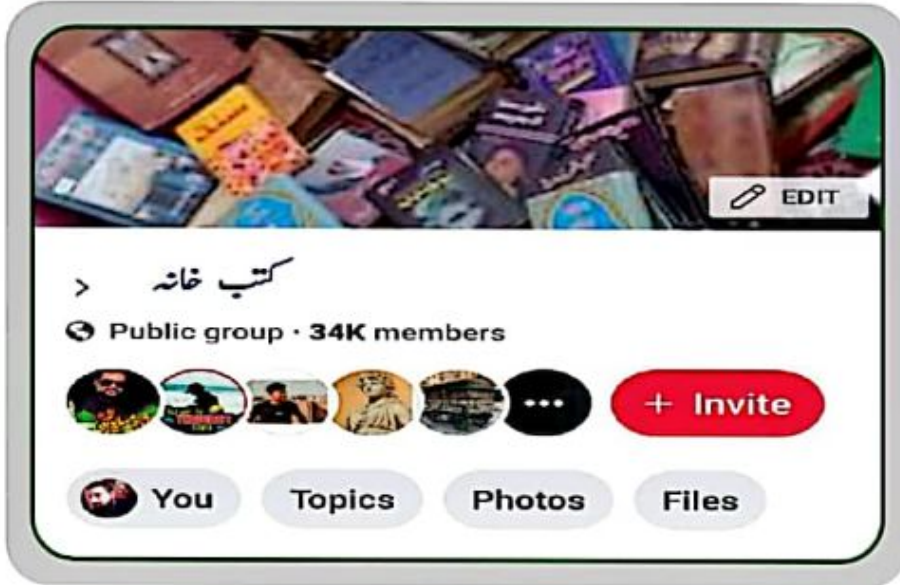 EDIT
کتب خانہ
Public group · 34K members
+ Invite
You
Topics
Photos
Files